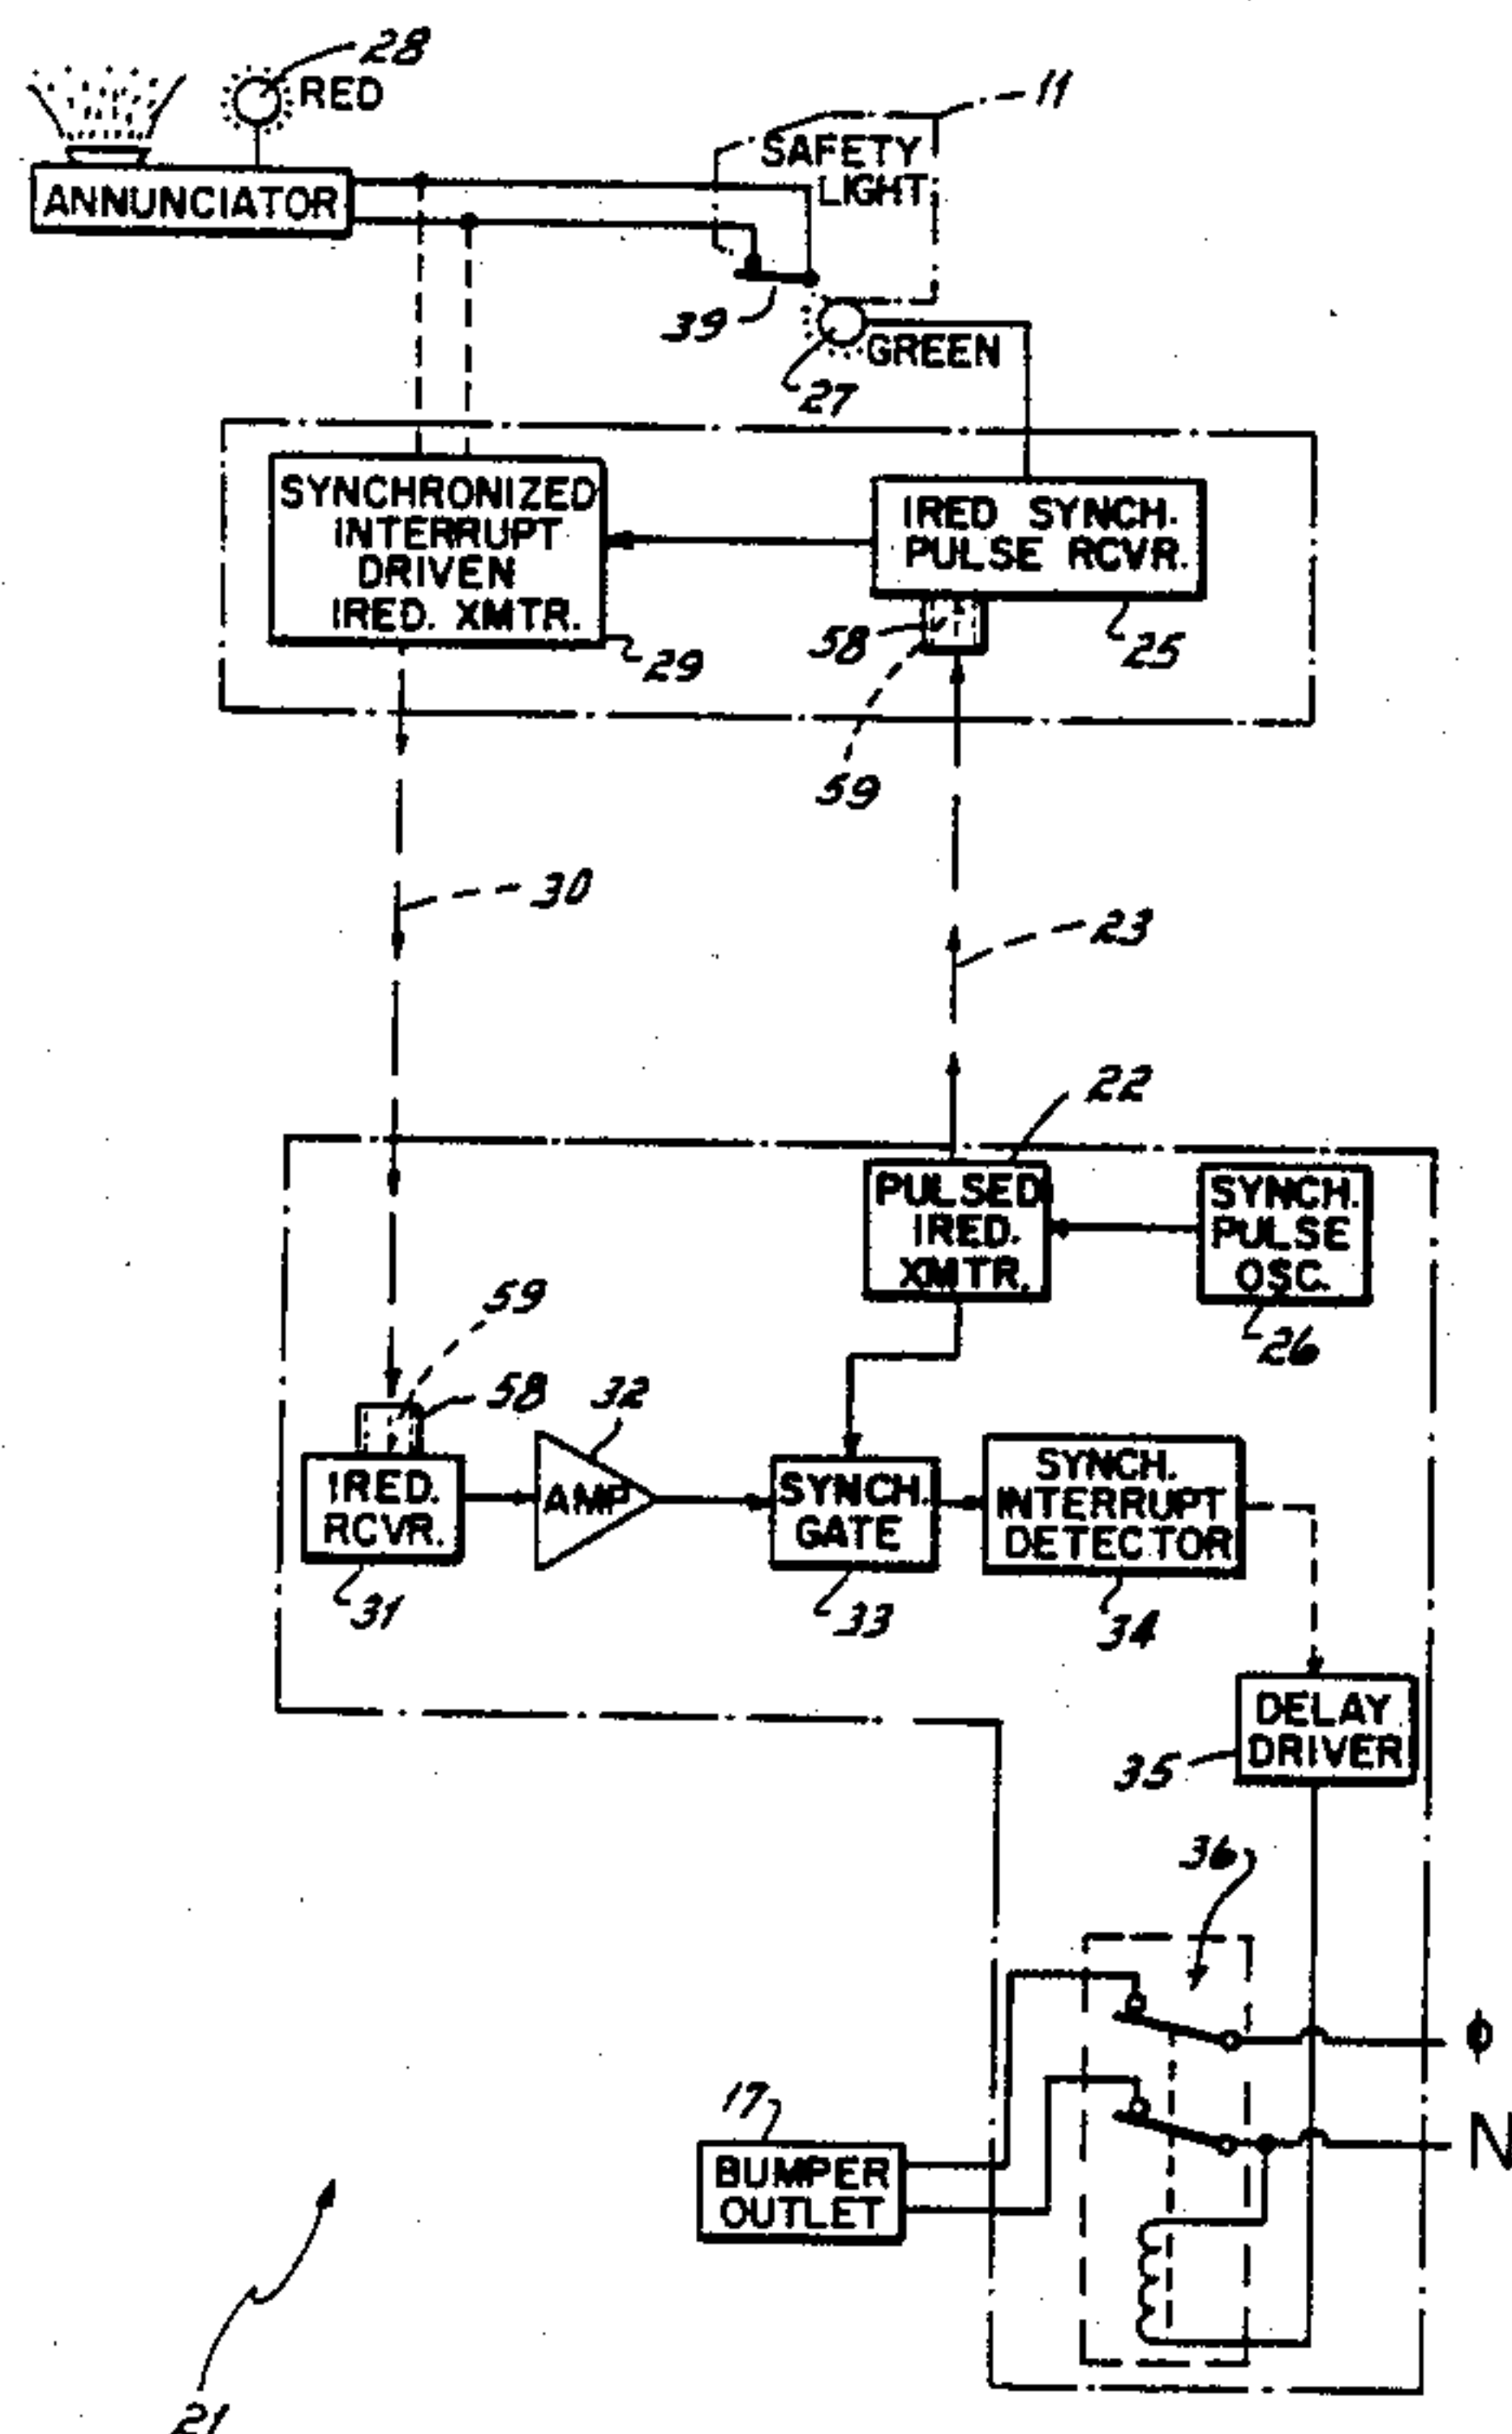 28
RED
11
SAFETY
LIGHT
ANNUNCIATOR
39
GREEN
27
SYNCHRONIZED
INTERRUPT
DRIVEN
IRED. XMTR.
29
IRED SYNCH.
PULSE RCVR.
58
25
59
30
23
22
PULSED
IRED.
XMTR.
SYNCH.
PULSE
OSC.
26
59
58
32
IRED.
RCVR.
31
AMP
SYNCH.
GATE
33
SYNCH.
INTERRUPT
DETECTOR
34
DELAY
DRIVER
35
36
ϕ
N
17
BUMPER
OUTLET
21